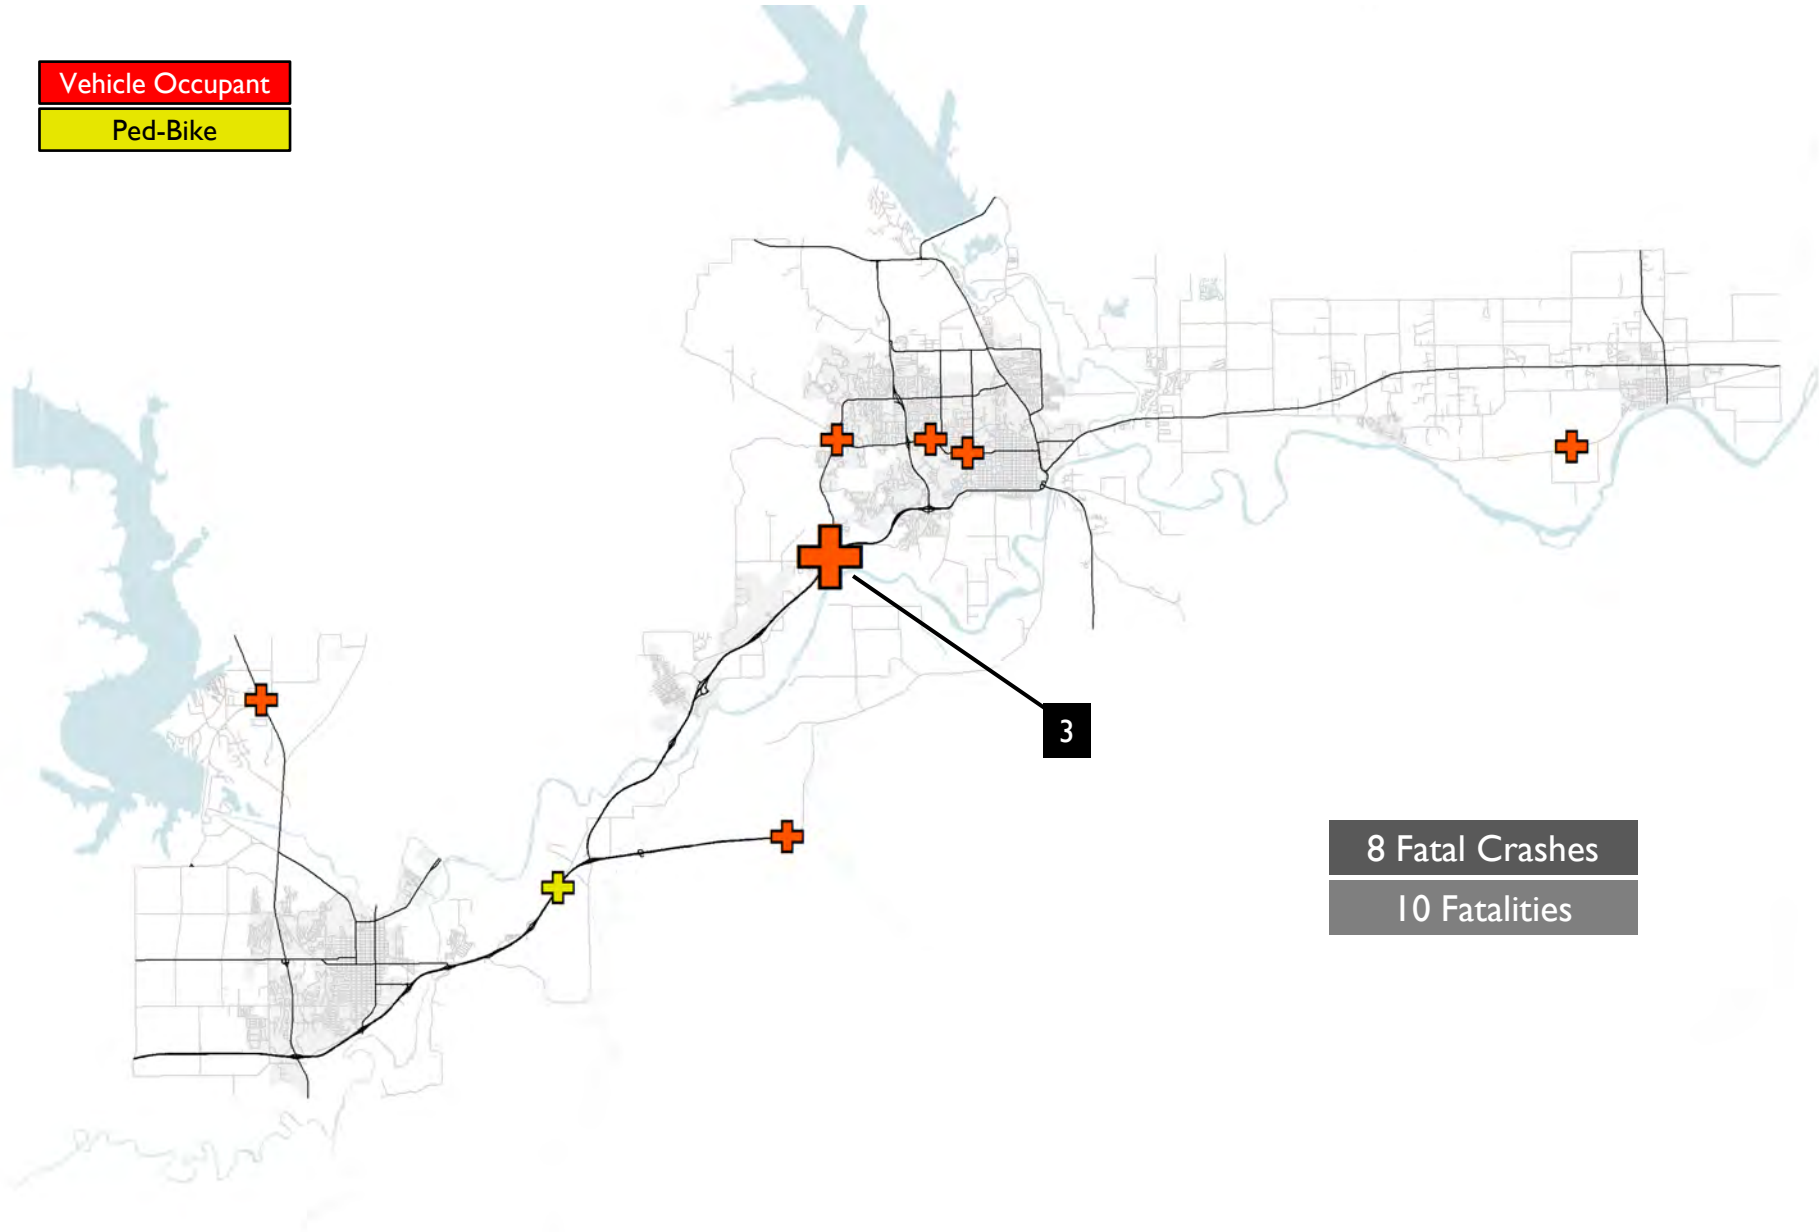 Vehicle Occupant
Ped-Bike
3
8 Fatal Crashes
10 Fatalities